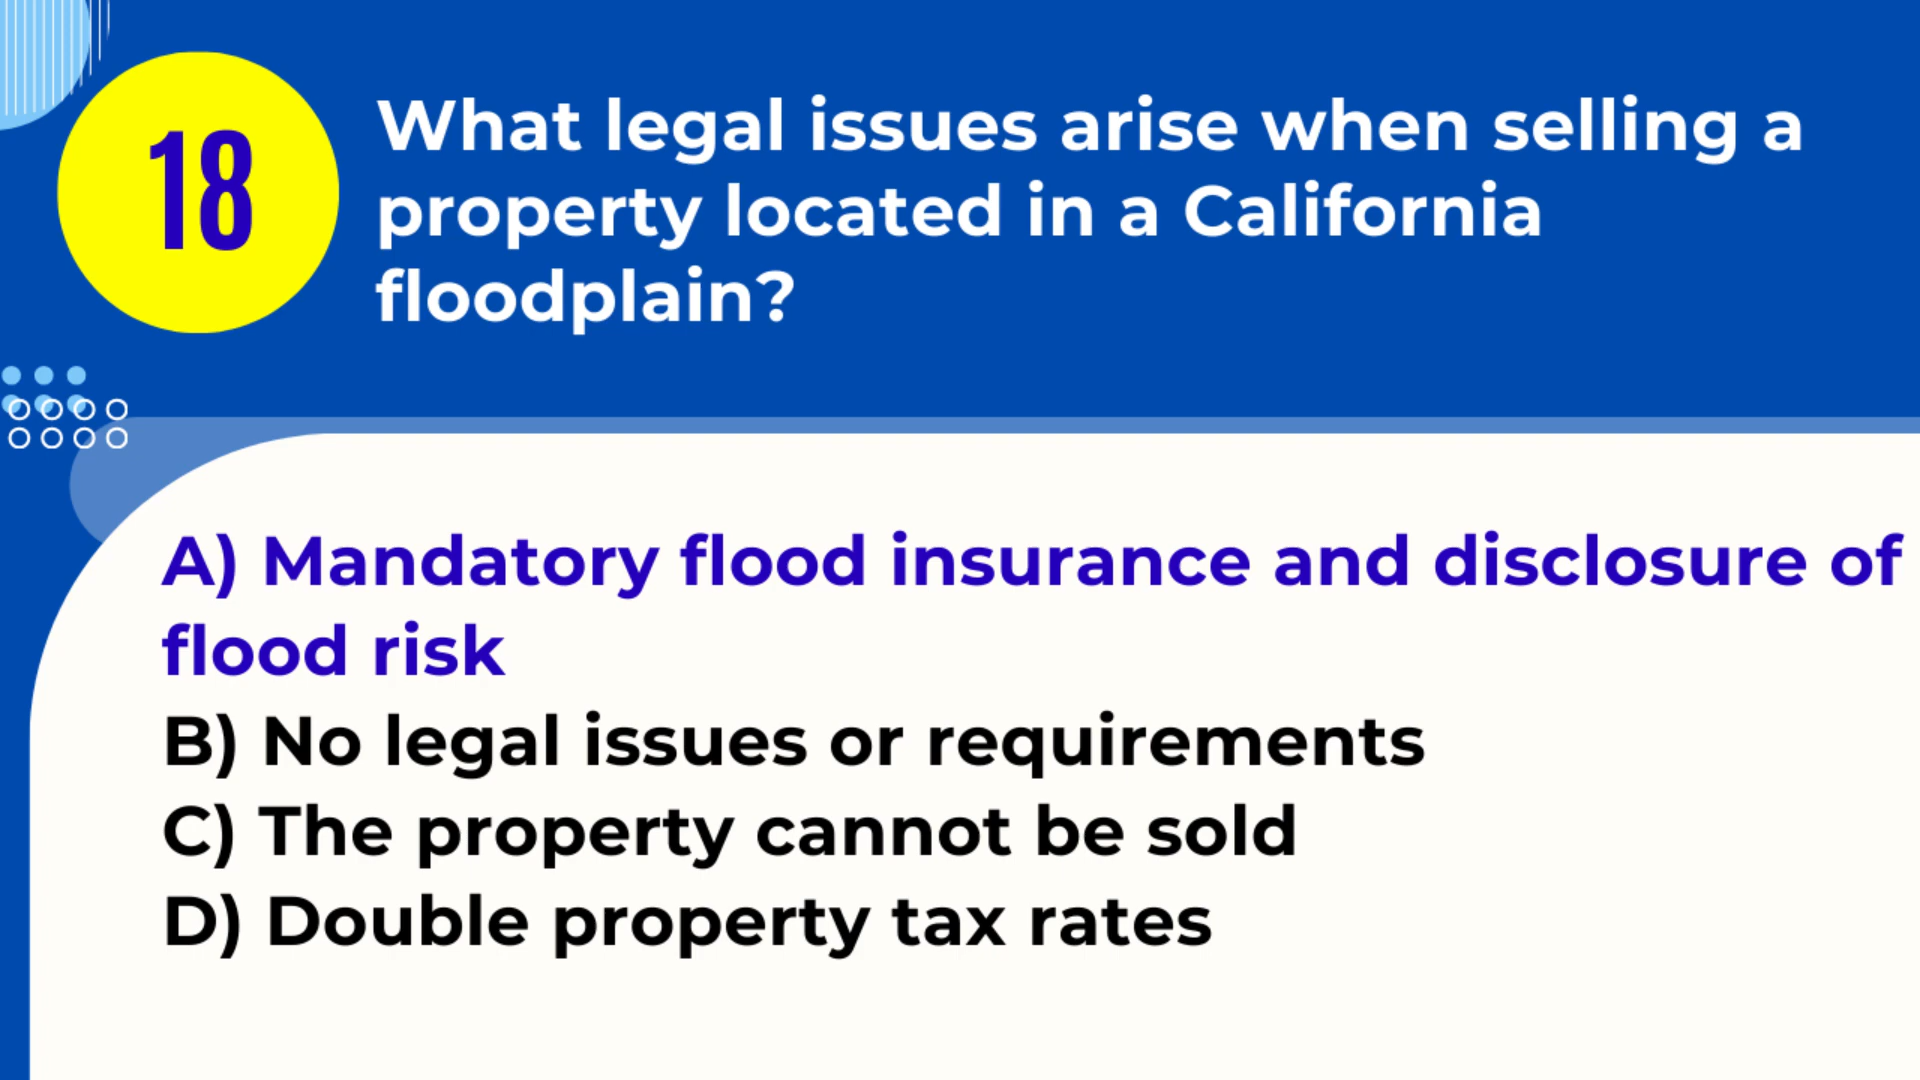 18
What legal issues arise when selling a
property located in a California
floodplain?
A) Mandatory flood insurance and disclosure of
flood risk
B) No legal issues or requirements
C) The property cannot be sold
D) Double property tax rates